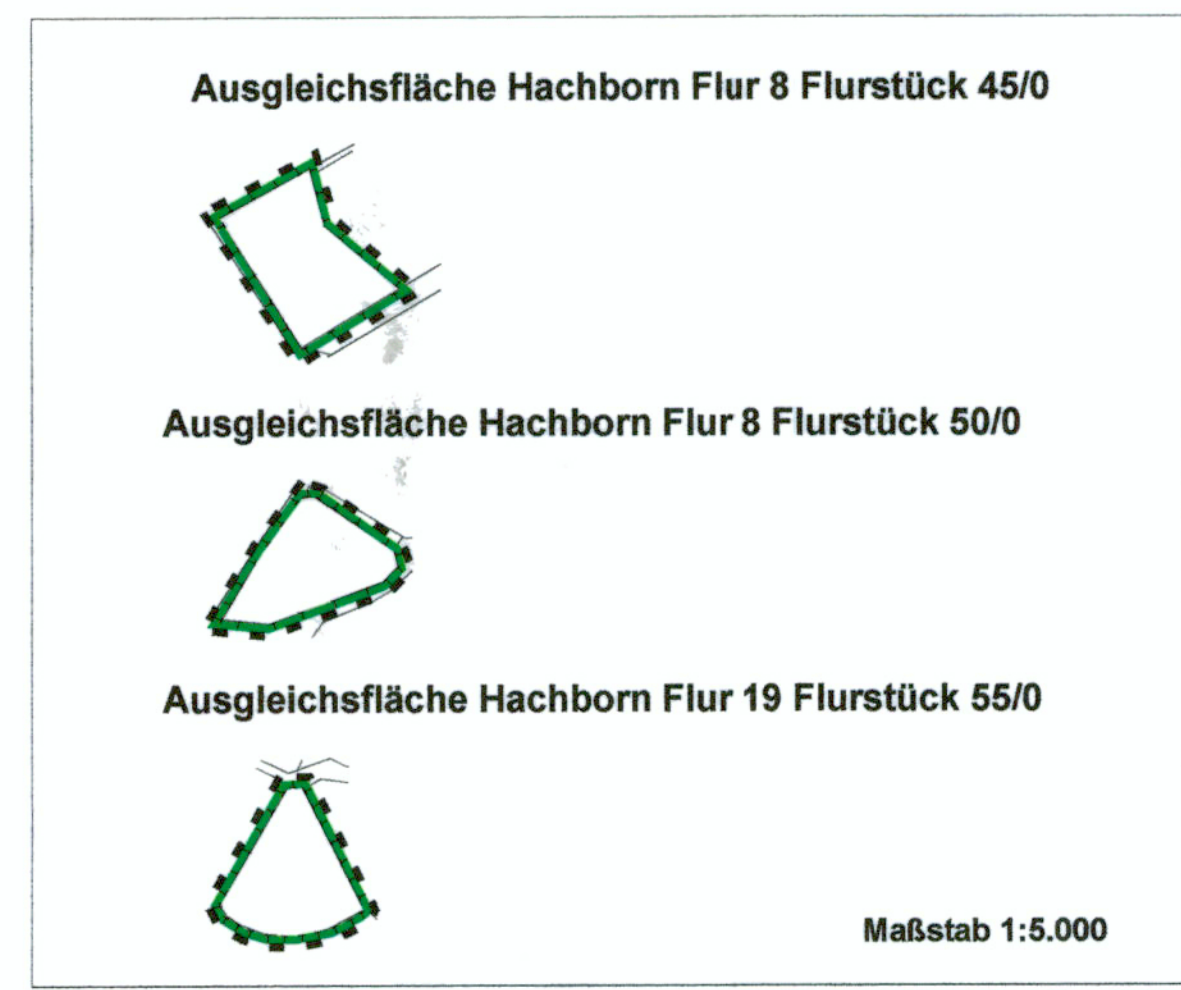 Ausgleichsfläche Hachborn Flur 8 Flurstück 45/0
Ausgleichsfläche Hachborn Flur 8 Flurstück 50/0
Ausgleichsfläche Hachborn Flur 19 Flurstück 55/0
Maßstab 1:5.000